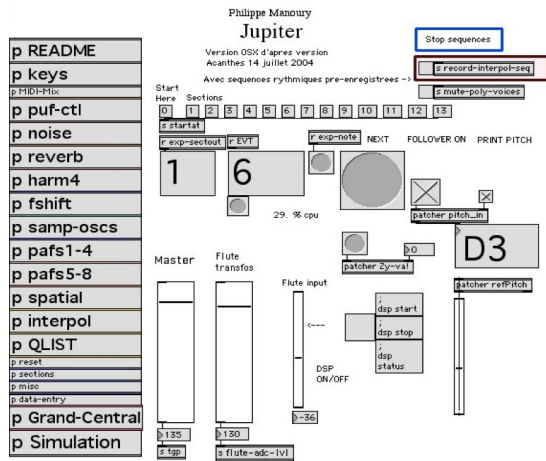 Philippe Manoury
Jupiter
Version OSX d'apres version
Acanthes 14 juillet 2004
Avec sequences rythmiques pre-enregistrees ->
Stop sequences
s record-interpol-seq
s mute-poly-voices
p README
p keys
p MIDI-Mix
p puf-ctl
p noise
p reverb
p harm4
p fshift
p samp-oscs
p pafs1-4
p pafs5-8
p spatial
p interpol
p QLIST
p reset
p sections
p misc
p data-entry
p Grand-Central
p Simulation
Start
Here
Sections
0 1 2 3 4 5 6 7 8 9 10 11 12 13
s startat
r exp-sectout
r EVT
r exp-note
NEXT
FOLLOWER ON
PRINT PITCH
1
6
29. % cpu
patcher pitch_in
D3
0
patcher Zy-va!
patcher refPitch
Master
Flute
transfos
Flute input
<---
;
dsp start
;
dsp stop
;
dsp
status
DSP
ON/OFF
135
130
-36
s tgp
s flute-adc-lvl